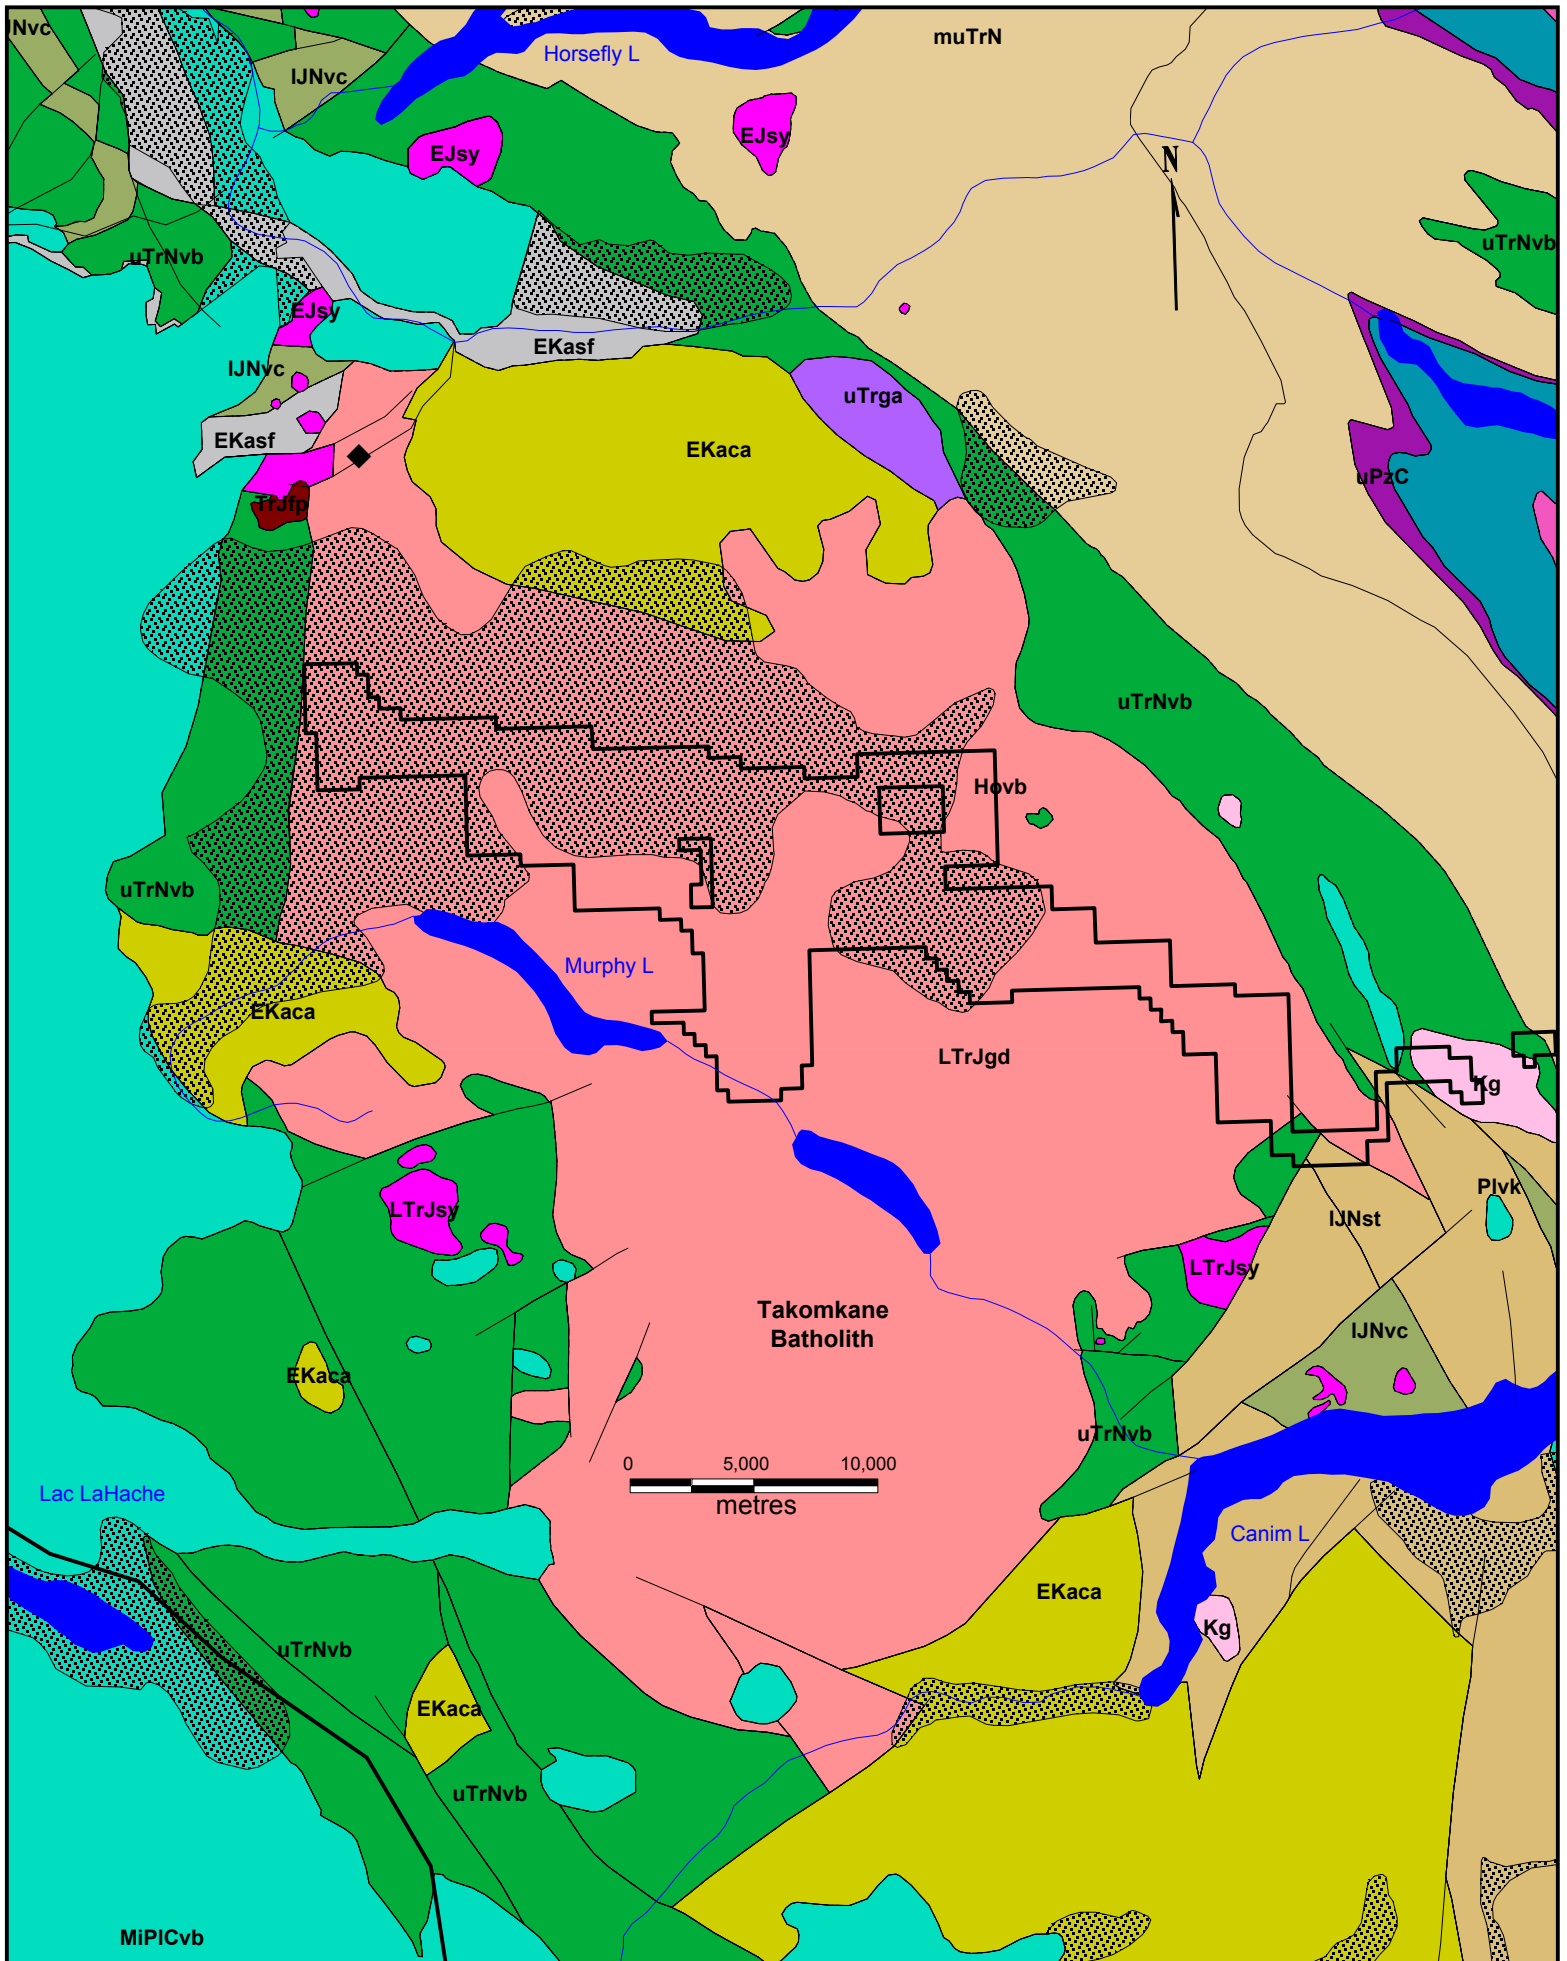 JNvc
muTrN
Horsefly L
lJNvc
EJsy
EJsy
N
uTrNvb
uTrNvb
EJsy
EKasf
lJNvc
uTrga
EKasf
EKaca
uPzC
TrJfp
uTrNvb
Hovb
uTrNvb
Murphy L
EKaca
LTrJgd
Kg
Plvk
LTrJsy
lJNst
LTrJsy
Takomkane
Batholith
lJNvc
EKaca
uTrNvb
0 5,000 10,000
metres
Lac LaHache
Canim L
EKaca
Kg
uTrNvb
EKaca
uTrNvb
MiPlCvb